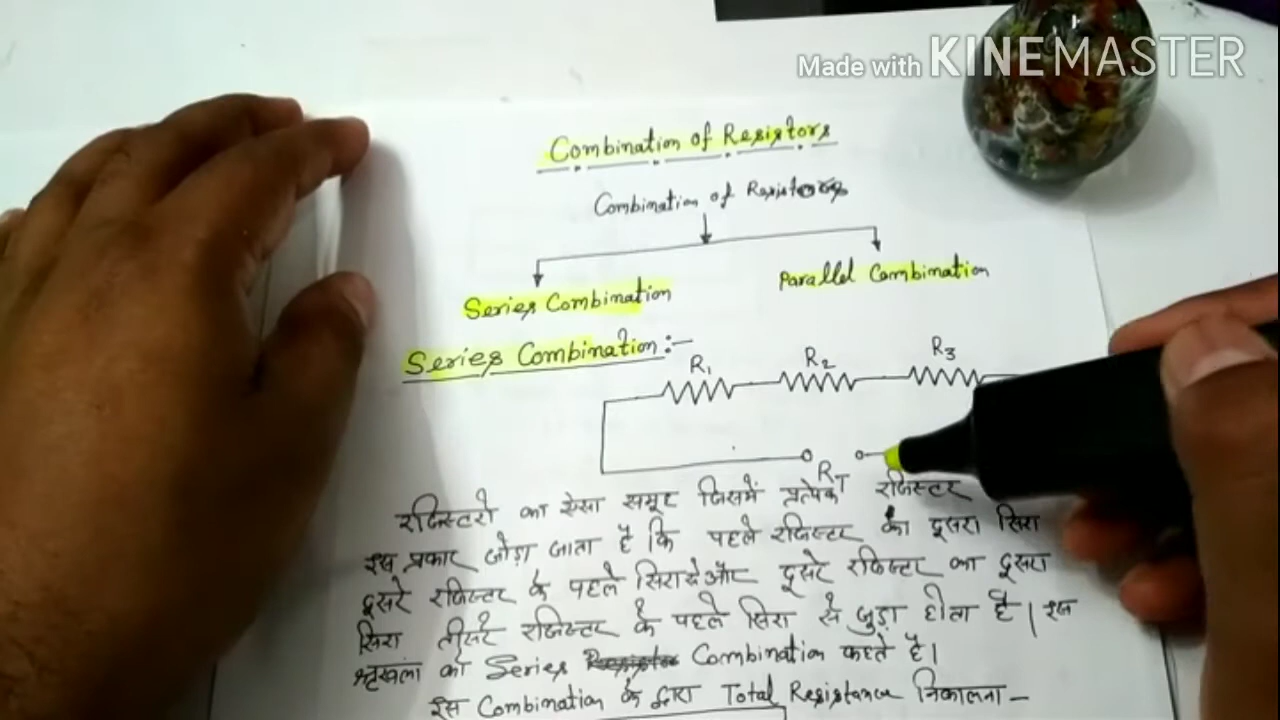 Made with KINEMASTER
Combination of Resistors
Combination of Resistors
Series Combination
Parallel Combination
Series Combination:-
R1 R2 R3
RT
रजिस्टरो का ऐसा समूह जिसमें प्रत्येक रजिस्टर
इस प्रकार जोड़ा जाता है कि पहले रजिस्टर का दूसरा सिरा
दूसरे रजिस्टर के पहले सिरा से और दूसरे रजिस्टर का दूसरा
सिरा तीसरे रजिस्टर के पहले सिरा से जुड़ा होता है। इस
श्रृखंला को Series Combination कहते है।
इस Combination के द्वारा Total Resistance निकालना -